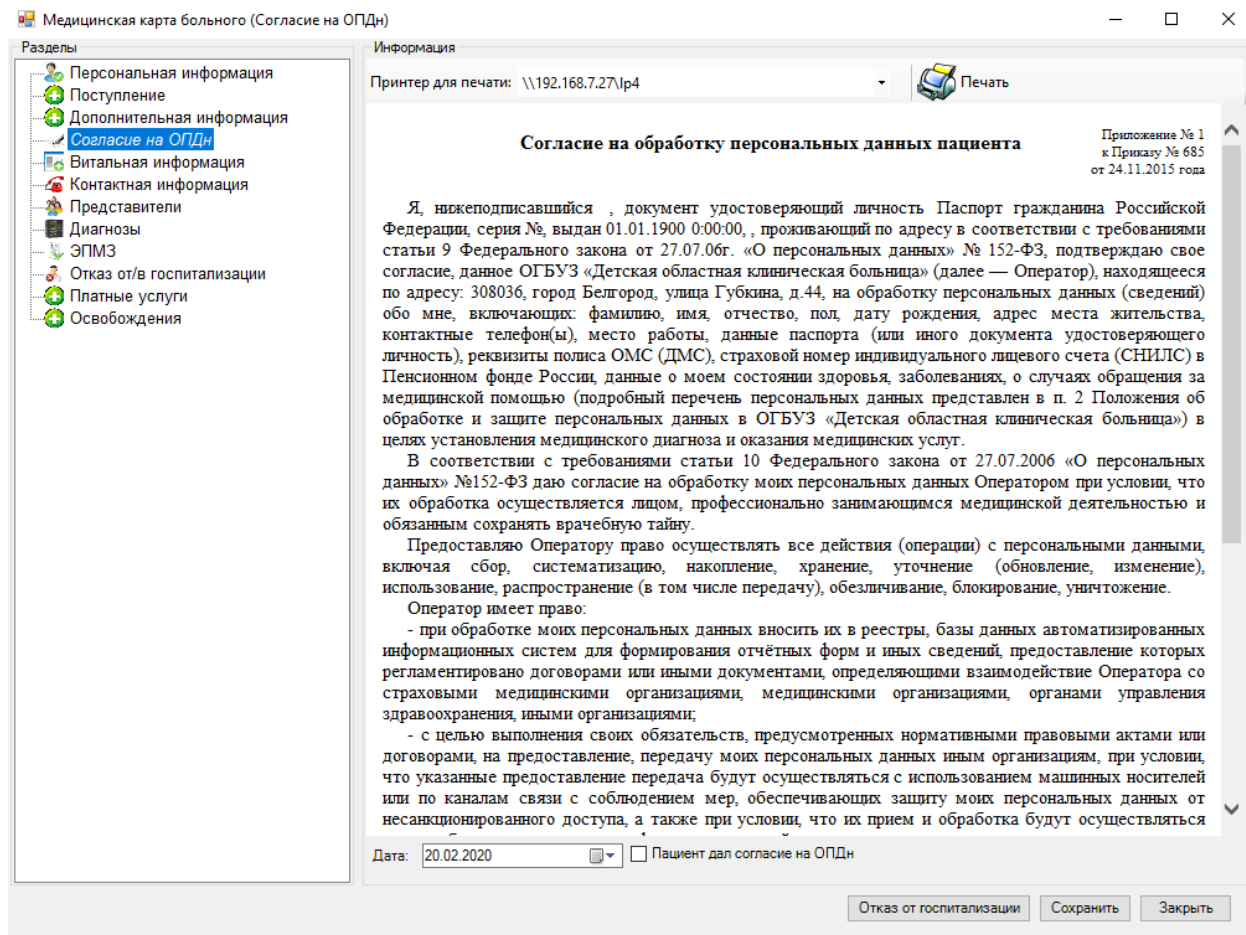 Медицинская карта больного (Согласие на ОПДн)
Разделы
Персональная информация
Поступление
Дополнительная информация
Согласие на ОПДн
Витальная информация
Контактная информация
Представители
Диагнозы
ЭПМЗ
Отказ от/в госпитализации
Платные услуги
Освобождения
Информация
Принтер для печати: \\192.168.7.27\lp4
Печать
Согласие на обработку персональных данных пациента
Приложение № 1
к Приказу № 685
от 24.11.2015 года
Я, нижеподписавшийся , документ удостоверяющий личность Паспорт гражданина Российской
Федерации, серия №, выдан 01.01.1900 0:00:00, , проживающий по адресу в соответствии с требованиями
статьи 9 Федерального закона от 27.07.06г. «О персональных данных» № 152-ФЗ, подтверждаю свое
согласие, данное ОГБУЗ «Детская областная клиническая больница» (далее — Оператор), находящееся
по адресу: 308036, город Белгород, улица Губкина, д.44, на обработку персональных данных (сведений)
обо мне, включающих: фамилию, имя, отчество, пол, дату рождения, адрес места жительства,
контактные телефон(ы), место работы, данные паспорта (или иного документа удостоверяющего
личность), реквизиты полиса ОМС (ДМС), страховой номер индивидуального лицевого счета (СНИЛС) в
Пенсионном фонде России, данные о моем состоянии здоровья, заболеваниях, о случаях обращения за
медицинской помощью (подробный перечень персональных данных представлен в п. 2 Положения об
обработке и защите персональных данных в ОГБУЗ «Детская областная клиническая больница») в
целях установления медицинского диагноза и оказания медицинских услуг.
В соответствии с требованиями статьи 10 Федерального закона от 27.07.2006 «О персональных
данных» №152-ФЗ даю согласие на обработку моих персональных данных Оператором при условии, что
их обработка осуществляется лицом, профессионально занимающимся медицинской деятельностью и
обязанным сохранять врачебную тайну.
Предоставляю Оператору право осуществлять все действия (операции) с персональными данными,
включая сбор, систематизацию, накопление, хранение, уточнение (обновление, изменение),
использование, распространение (в том числе передачу), обезличивание, блокирование, уничтожение.
Оператор имеет право:
- при обработке моих персональных данных вносить их в реестры, базы данных автоматизированных
информационных систем для формирования отчётных форм и иных сведений, предоставление которых
регламентировано договорами или иными документами, определяющими взаимодействие Оператора со
страховыми медицинскими организациями, медицинскими организациями, органами управления
здравоохранения, иными организациями;
- с целью выполнения своих обязательств, предусмотренных нормативными правовыми актами или
договорами, на предоставление, передачу моих персональных данных иным организациям, при условии,
что указанные предоставление передача будут осуществляться с использованием машинных носителей
или по каналам связи с соблюдением мер, обеспечивающих защиту моих персональных данных от
несанкционированного доступа, а также при условии, что их прием и обработка будут осуществляться
Дата: 20.02.2020
Пациент дал согласие на ОПДн
Отказ от госпитализации
Сохранить
Закрыть